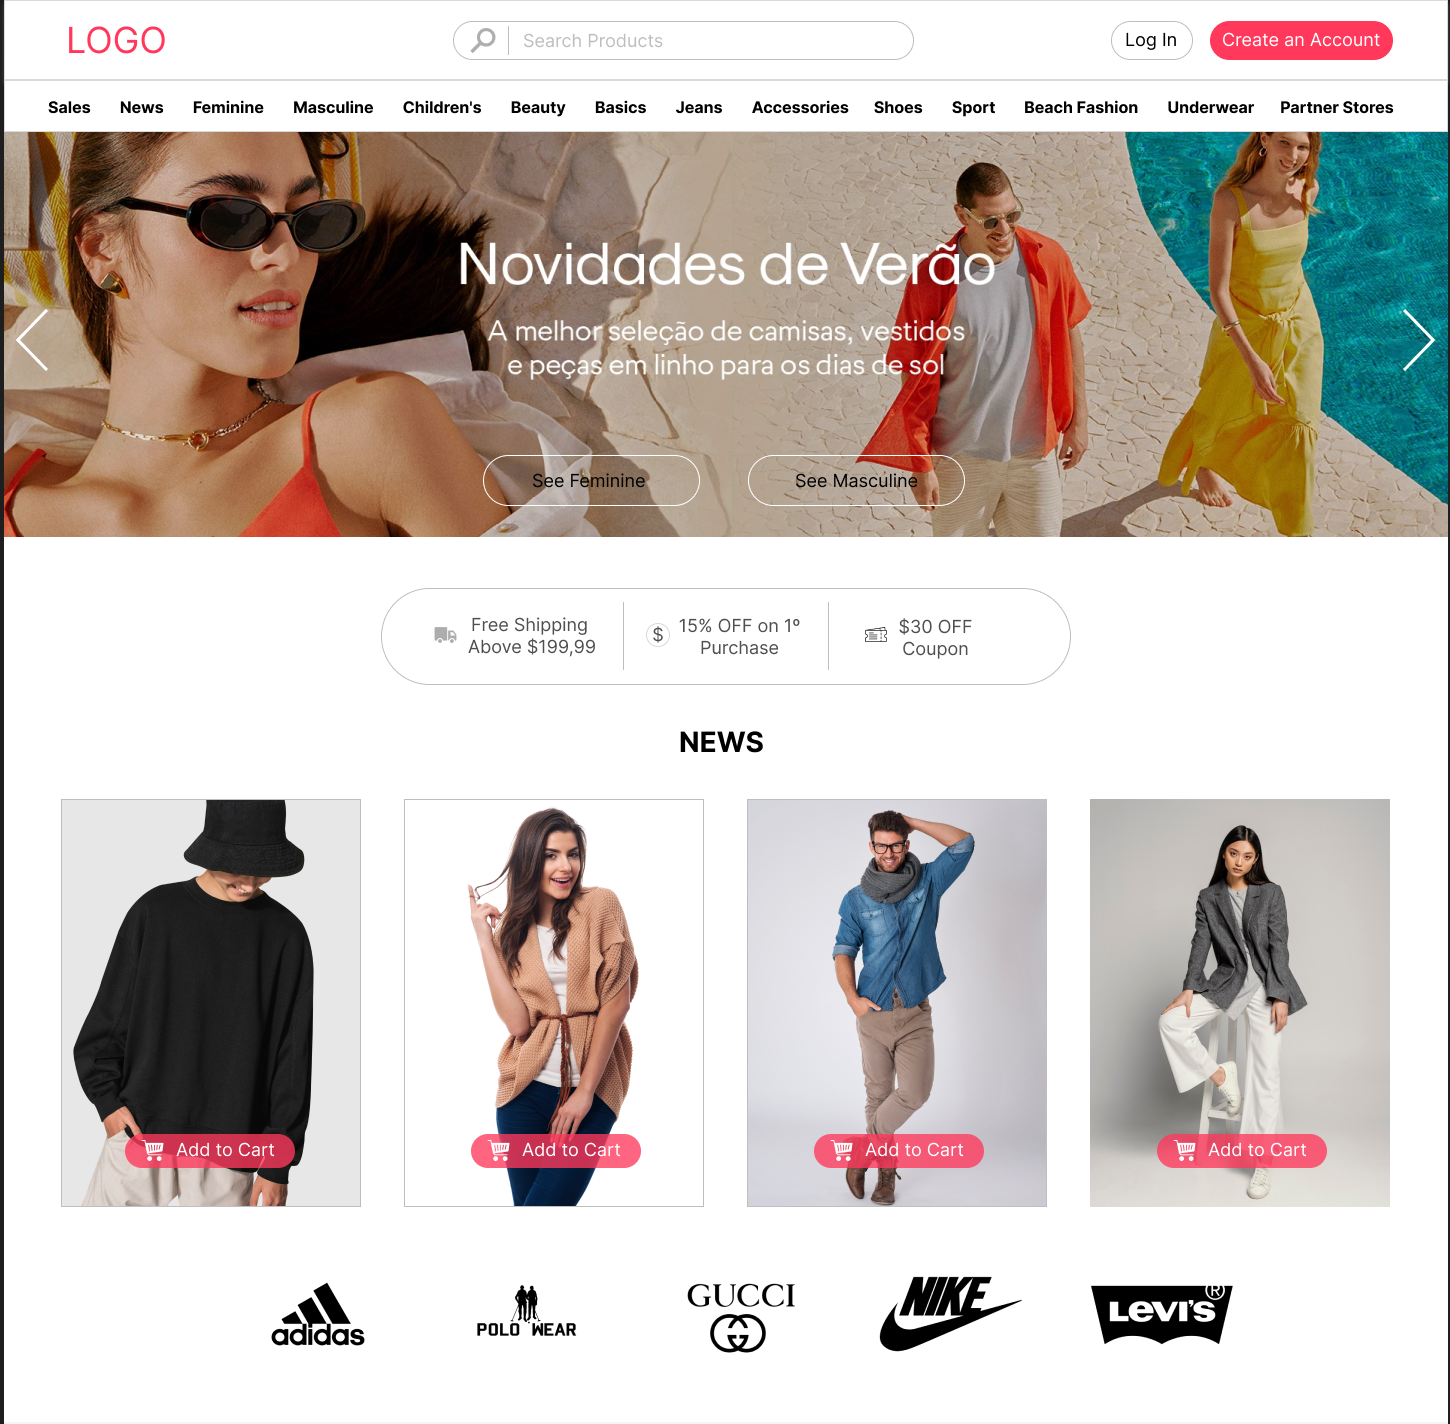 LOGO
Search Products
Log In
Create an Account
Sales News Feminine Masculine Children's Beauty Basics Jeans Accessories Shoes Sport Beach Fashion Underwear Partner Stores
Novidades de Verão
A melhor seleção de camisas, vestidos
e peças em linho para os dias de sol
See Feminine
See Masculine
Free Shipping
Above $199,99
$
15% OFF on 1º
Purchase
$30 OFF
Coupon
NEWS
Add to Cart
Add to Cart
Add to Cart
Add to Cart
adidas
POLO WEAR
GUCCI
NIKE
LEVI'S ®